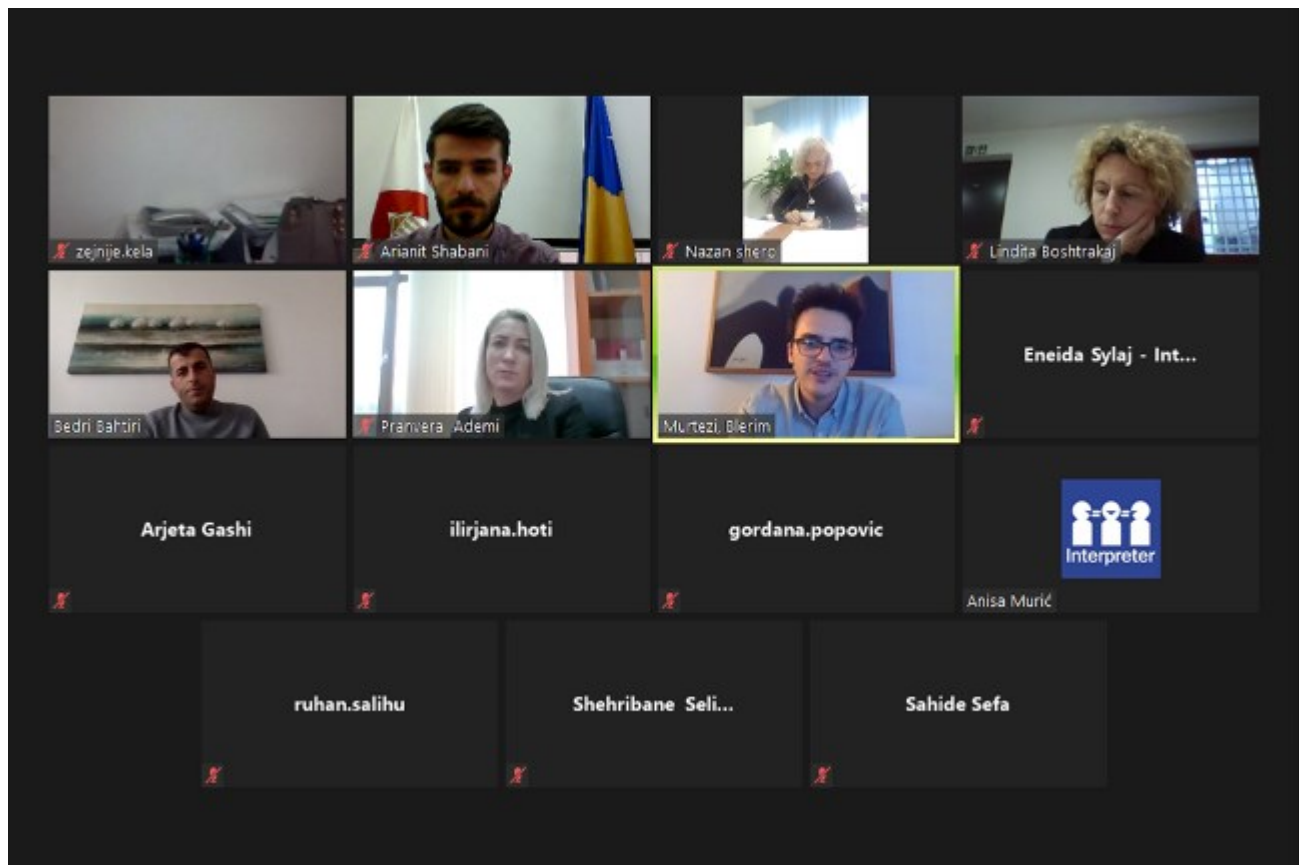 zejnije.kela
Arianit Shabani
Nazan shero
Lindita Boshtrakaj
Bedri Bahtiri
Pranvera Ademi
Murtezi, Blerim
Eneida Sylaj - Int...
Arjeta Gashi
ilirjana.hoti
gordana.popovic
Interpreter
Anisa Murić
ruhan.salihu
Shehribane Seli...
Sahide Sefa